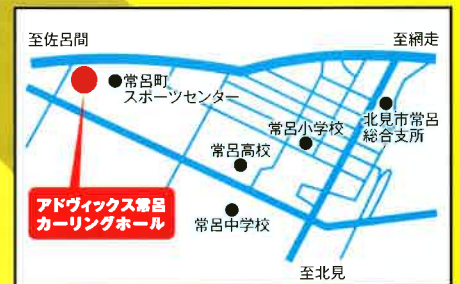 至佐呂間
至網走
常呂町
スポーツセンター
北見市常呂
総合支所
常呂小学校
常呂高校
アドヴィックス常呂
カーリングホール
常呂中学校
至北見